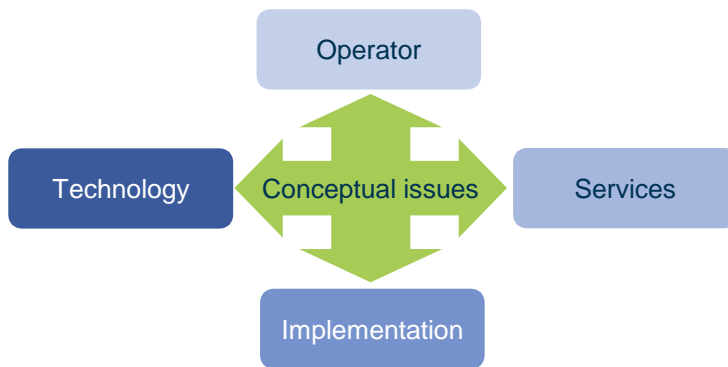 Operator
Technology
Conceptual issues
Services
Implementation